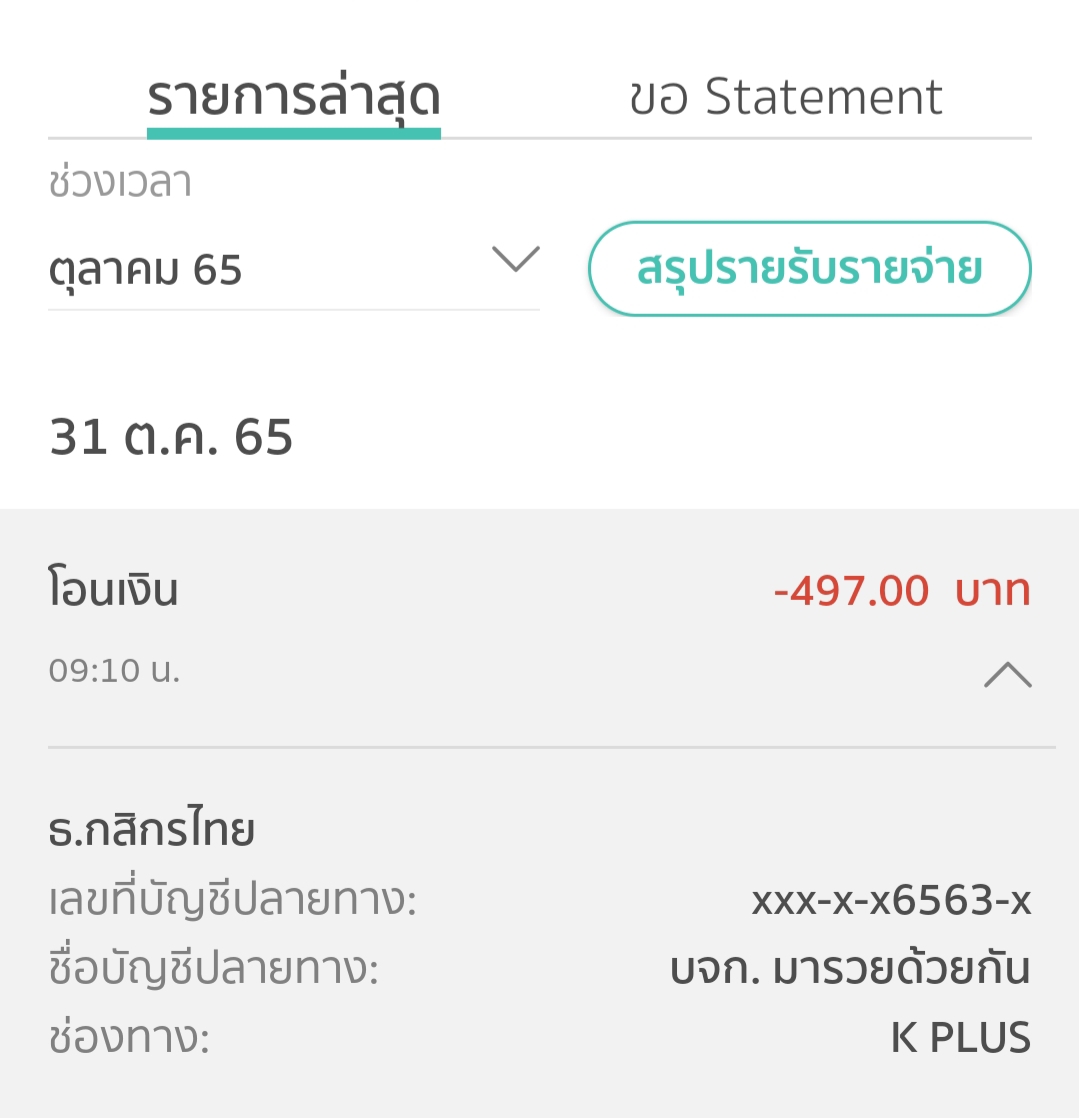 รายการล่าสุด ขอ Statement
ช่วงเวลา
ตุลาคม 65 สรุปรายรับรายจ่าย
31 ต.ค. 65
โอนเงิน -497.00 บาท
09:10 น.
ธ.กสิกรไทย
เลขที่บัญชีปลายทาง: xxx-x-x6563-x
ชื่อบัญชีปลายทาง: บจก. มารวยด้วยกัน
ช่องทาง: K PLUS